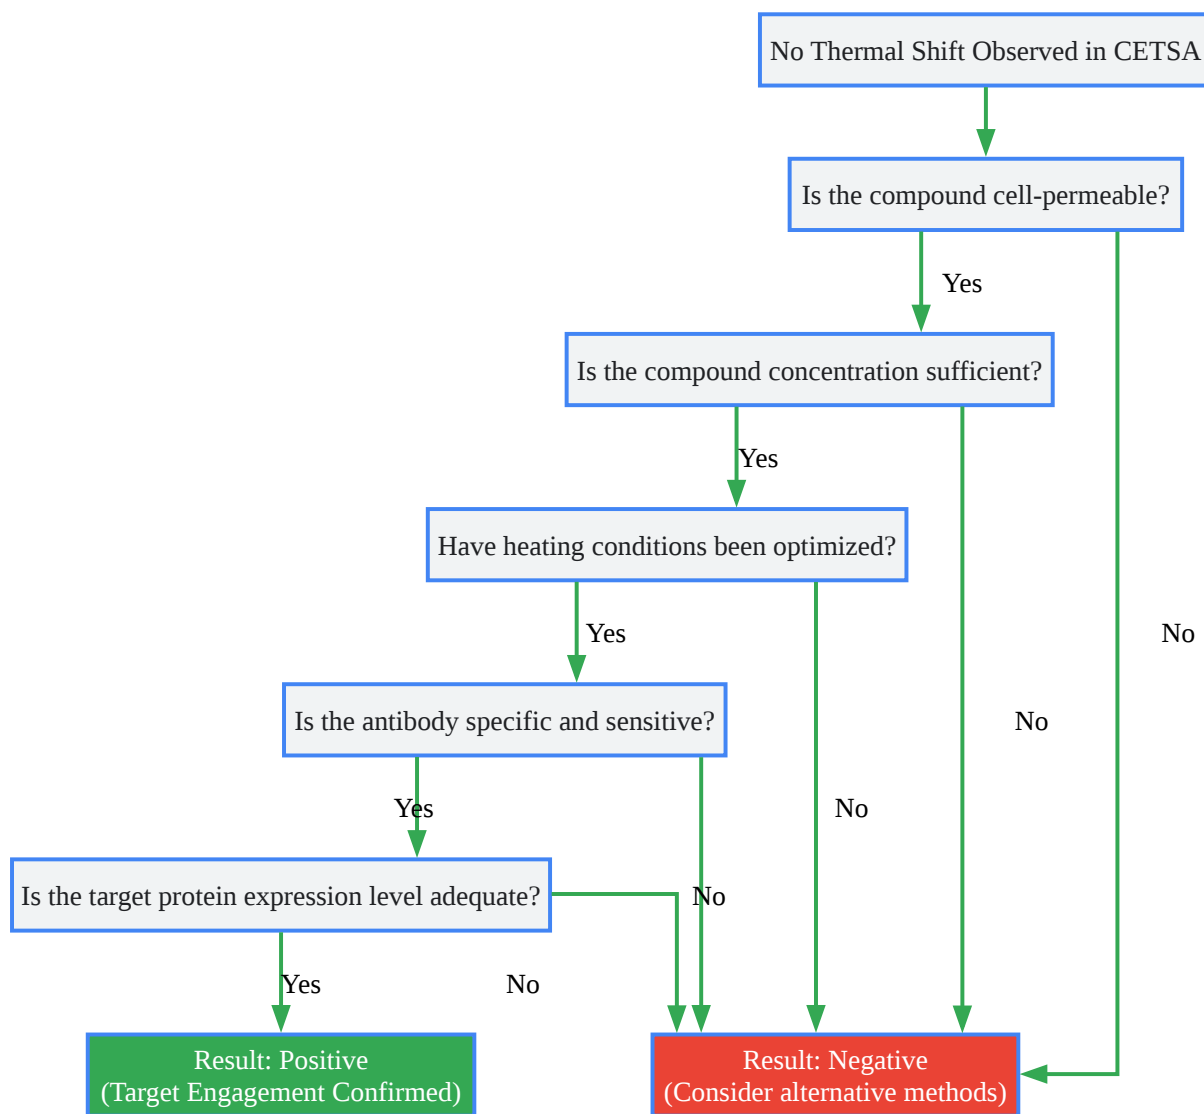 No Thermal Shift Observed in CETSA
Is the compound cell-permeable?
Yes
Is the compound concentration sufficient?
Yes
Have heating conditions been optimized?
Yes
No
Is the antibody specific and sensitive?
No
Yes
No
Is the target protein expression level adequate?
No
Yes
No
Result: Positive
(Target Engagement Confirmed)
Result: Negative
(Consider alternative methods)